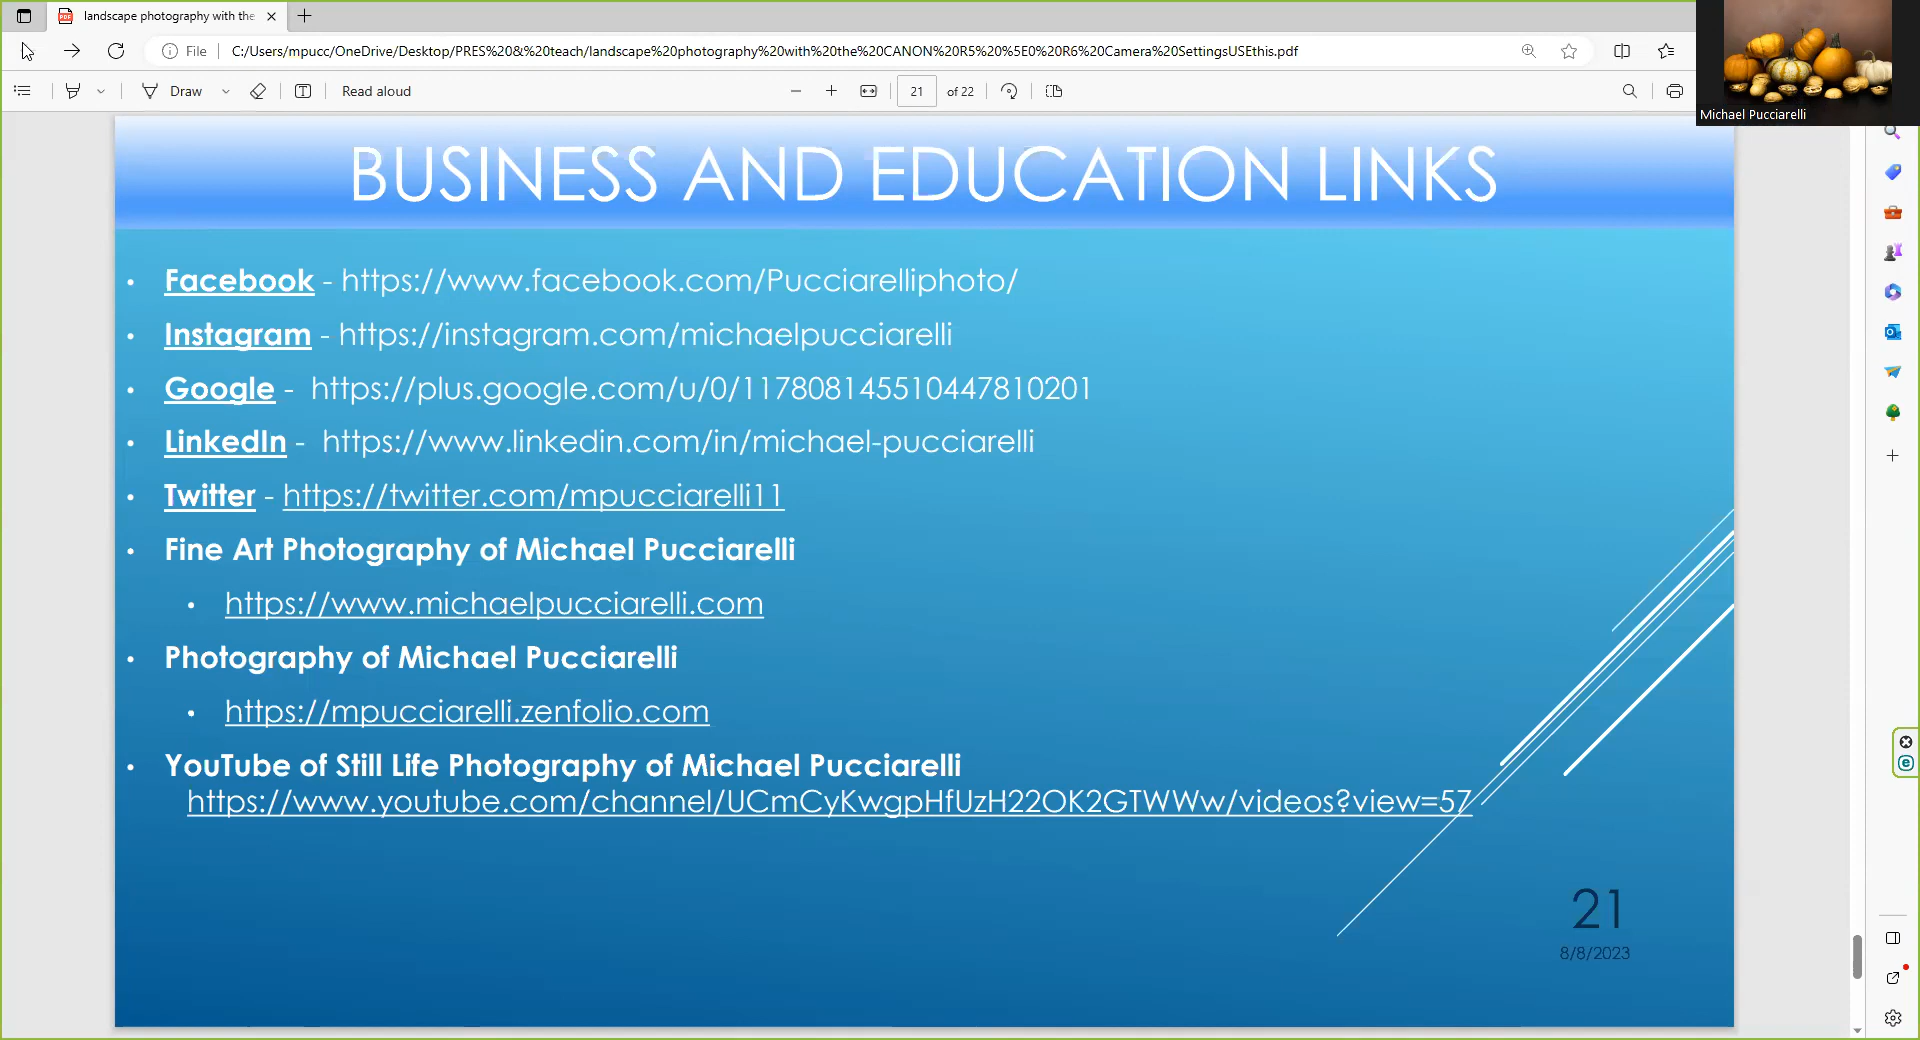 landscape photography with the
File
C:/Users/mpucc/OneDrive/Desktop/PRES%20&%20teach/landscape%20photography%20with%20the%20CANON%20R5%20%5E0%20R6%20Camera%20SettingsUSEthis.pdf
Draw
Read aloud
21 of 22
Michael Pucciarelli
BUSINESS AND EDUCATION LINKS
• Facebook - https://www.facebook.com/Pucciarelliphoto/
• Instagram - https://instagram.com/michaelpucciarelli
• Google - https://plus.google.com/u/0/117808145510447810201
• LinkedIn - https://www.linkedin.com/in/michael-pucciarelli
• Twitter - https://twitter.com/mpucciarelli11
• Fine Art Photography of Michael Pucciarelli
• https://www.michaelpucciarelli.com
• Photography of Michael Pucciarelli
• https://mpucciarelli.zenfolio.com
• YouTube of Still Life Photography of Michael Pucciarelli
https://www.youtube.com/channel/UCmCyKwgpHfUzH22OK2GTWWw/videos?view=57
21
8/8/2023